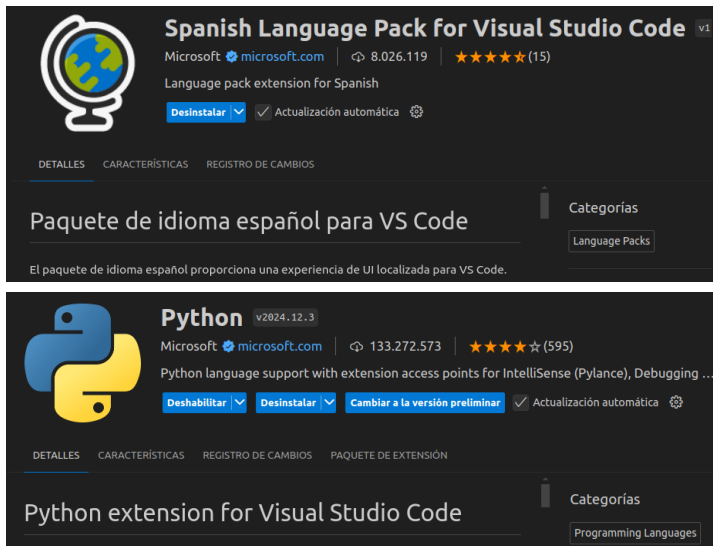 Spanish Language Pack for Visual Studio Code v1
Microsoft microsoft.com 8.026.119 (15)
Language pack extension for Spanish
Desinstalar Actualización automática
DETALLES CARACTERÍSTICAS REGISTRO DE CAMBIOS
Paquete de idioma español para VS Code
El paquete de idioma español proporciona una experiencia de UI localizada para VS Code.
Categorías
Language Packs
Python v2024.12.3
Microsoft microsoft.com 133.272.573 (595)
Python language support with extension access points for IntelliSense (Pylance), Debugging ...
Deshabilitar Desinstalar Cambiar a la versión preliminar Actualización automática
DETALLES CARACTERÍSTICAS REGISTRO DE CAMBIOS PAQUETE DE EXTENSIÓN
Python extension for Visual Studio Code
Categorías
Programming Languages